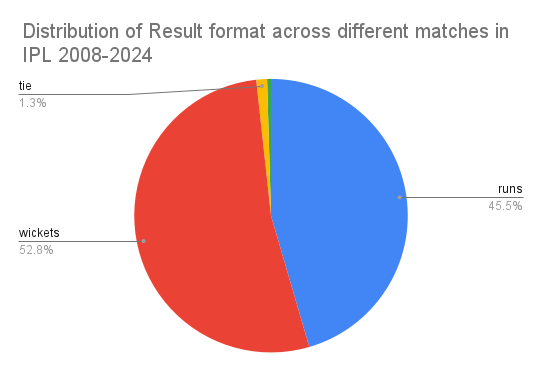 Distribution of Result format across different matches in
IPL 2008-2024
tie
1.3%
runs
45.5%
wickets
52.8%